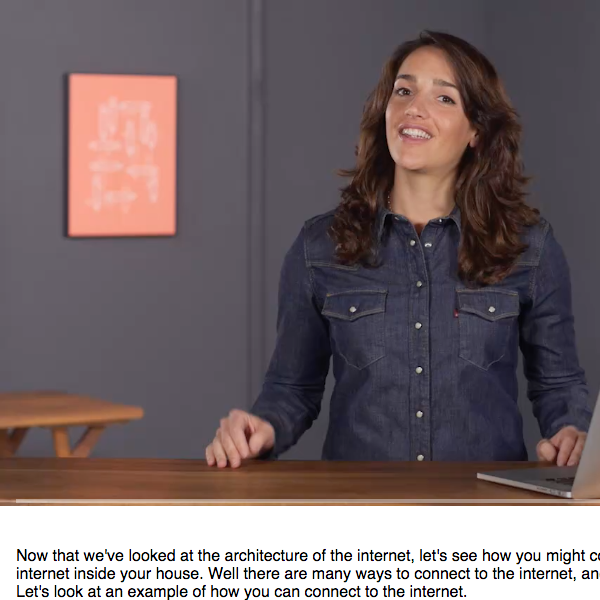 Now that we've looked at the architecture of the internet, let's see how you might
internet inside your house. Well there are many ways to connect to the internet,
Let's look at an example of how you can connect to the internet.